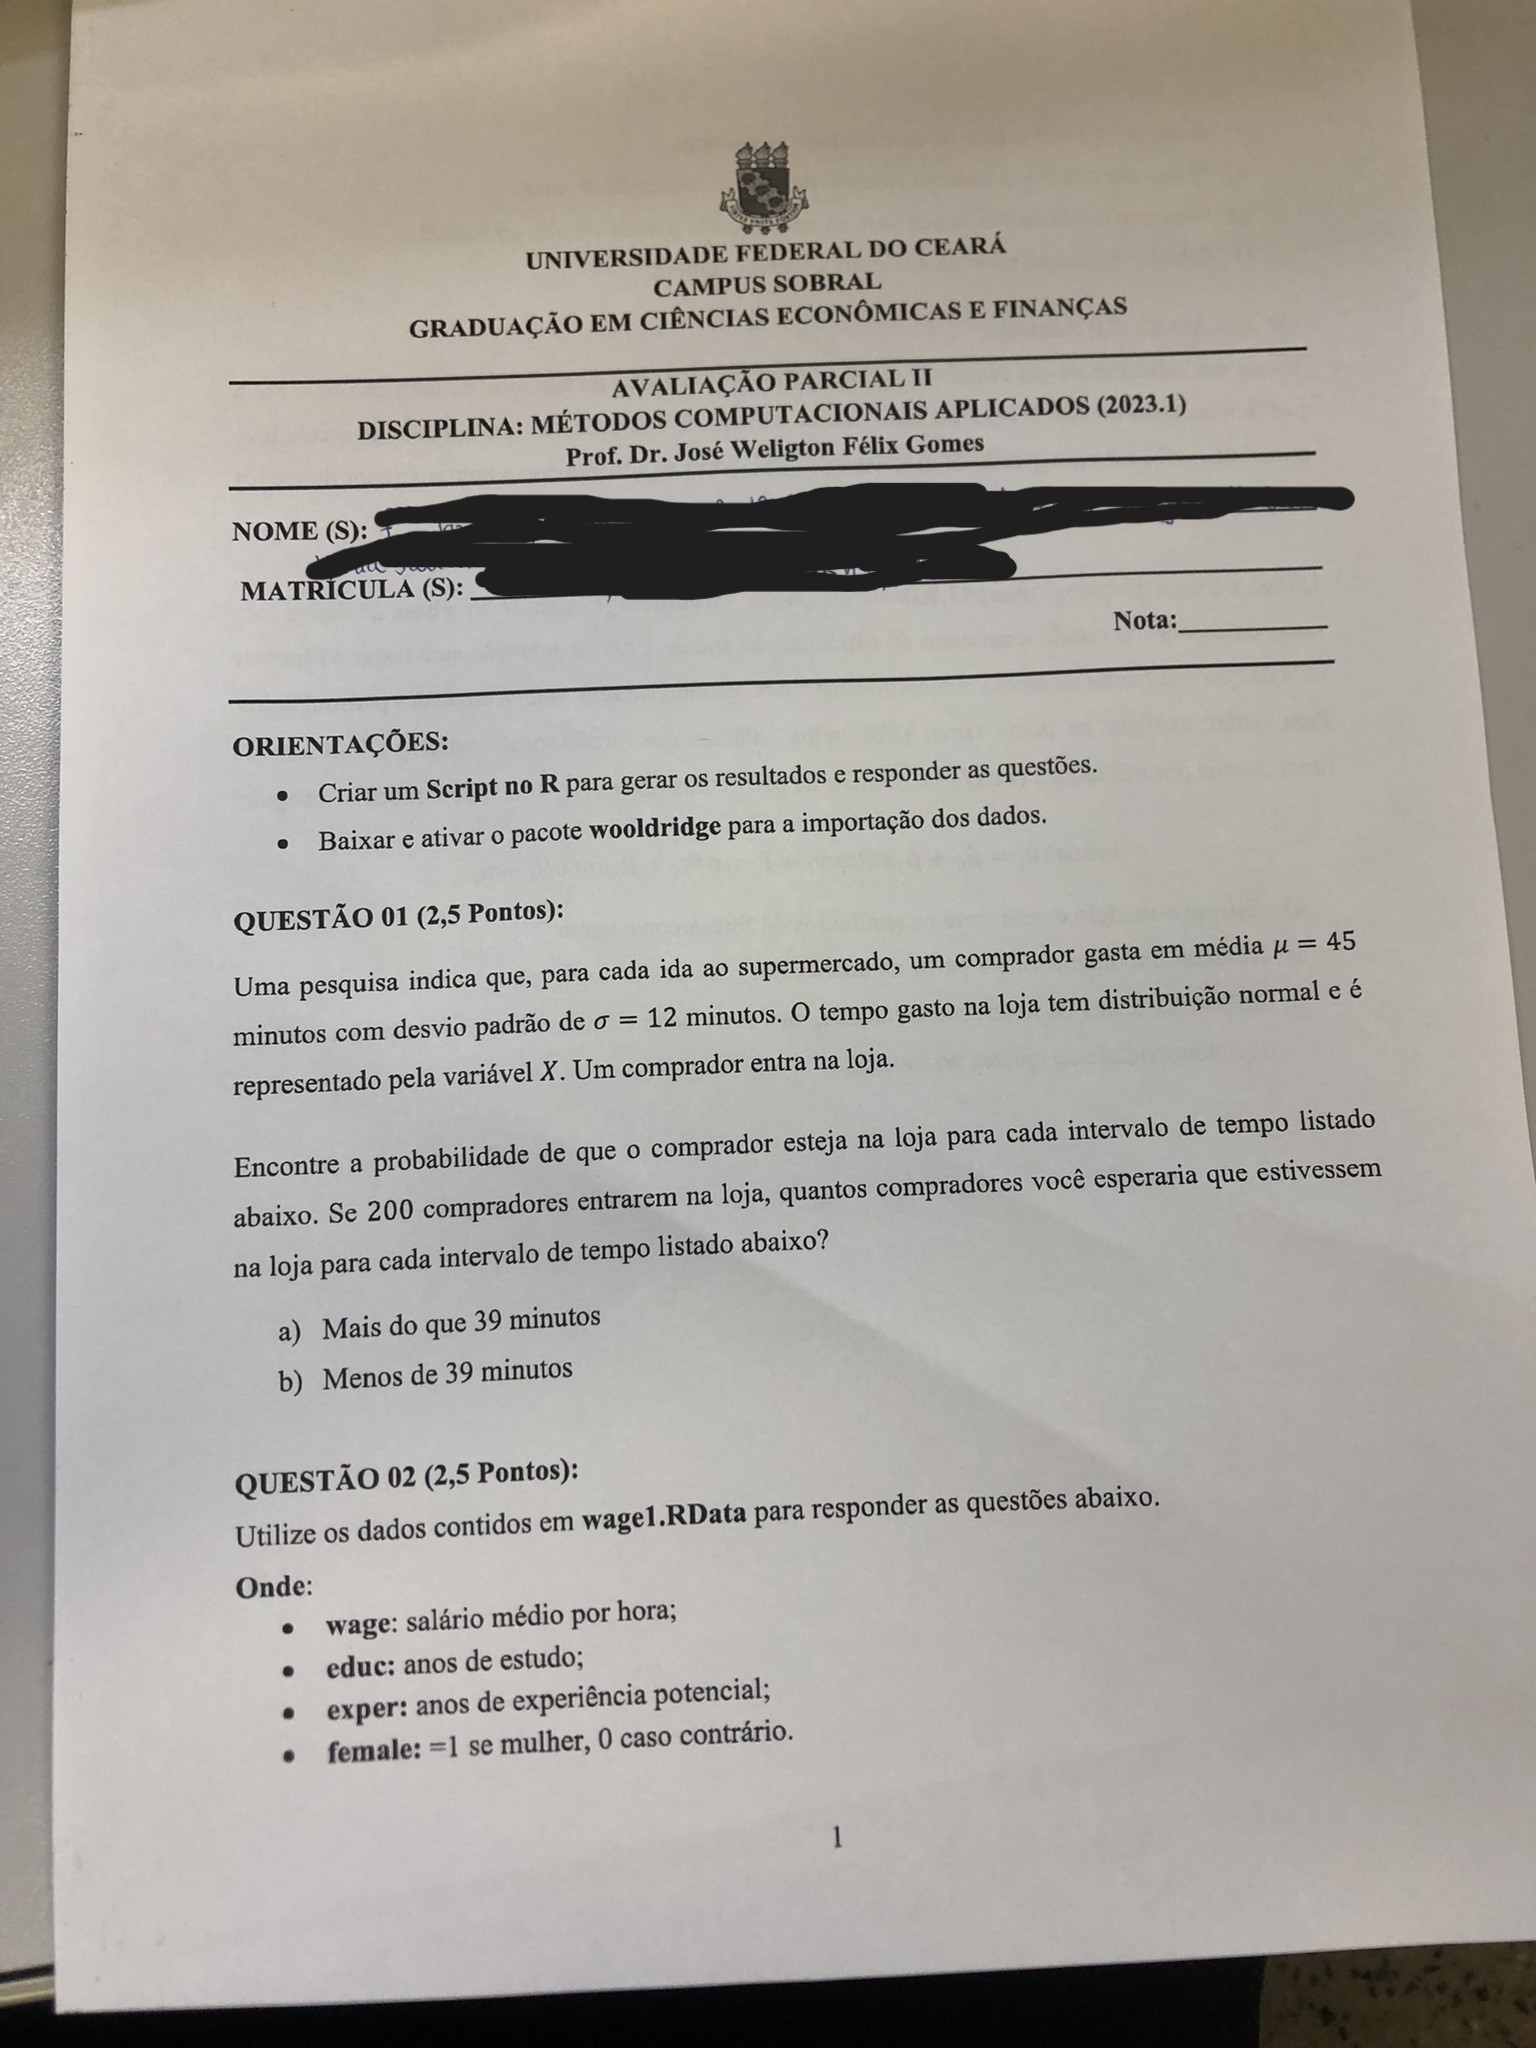 UNIVERSIDADE FEDERAL DO CEARÁ
CAMPUS SOBRAL
GRADUAÇÃO EM CIÊNCIAS ECONÔMICAS E FINANÇAS
AVALIAÇÃO PARCIAL II
DISCIPLINA: MÉTODOS COMPUTACIONAIS APLICADOS (2023.1)
Prof. Dr. José Weligton Félix Gomes
NOME (S):
MATRÍCULA (S):
Nota:
ORIENTAÇÕES:
• Criar um Script no R para gerar os resultados e responder as questões.
• Baixar e ativar o pacote wooldridge para a importação dos dados.
QUESTÃO 01 (2,5 Pontos):
Uma pesquisa indica que, para cada ida ao supermercado, um comprador gasta em média μ = 45
minutos com desvio padrão de σ = 12 minutos. O tempo gasto na loja tem distribuição normal e é
representado pela variável X. Um comprador entra na loja.
Encontre a probabilidade de que o comprador esteja na loja para cada intervalo de tempo listado
abaixo. Se 200 compradores entrarem na loja, quantos compradores você esperaria que estivessem
na loja para cada intervalo de tempo listado abaixo?
a) Mais do que 39 minutos
b) Menos de 39 minutos
QUESTÃO 02 (2,5 Pontos):
Utilize os dados contidos em wage1.RData para responder as questões abaixo.
Onde:
• wage: salário médio por hora;
• educ: anos de estudo;
• exper: anos de experiência potencial;
• female: =1 se mulher, 0 caso contrário.
1